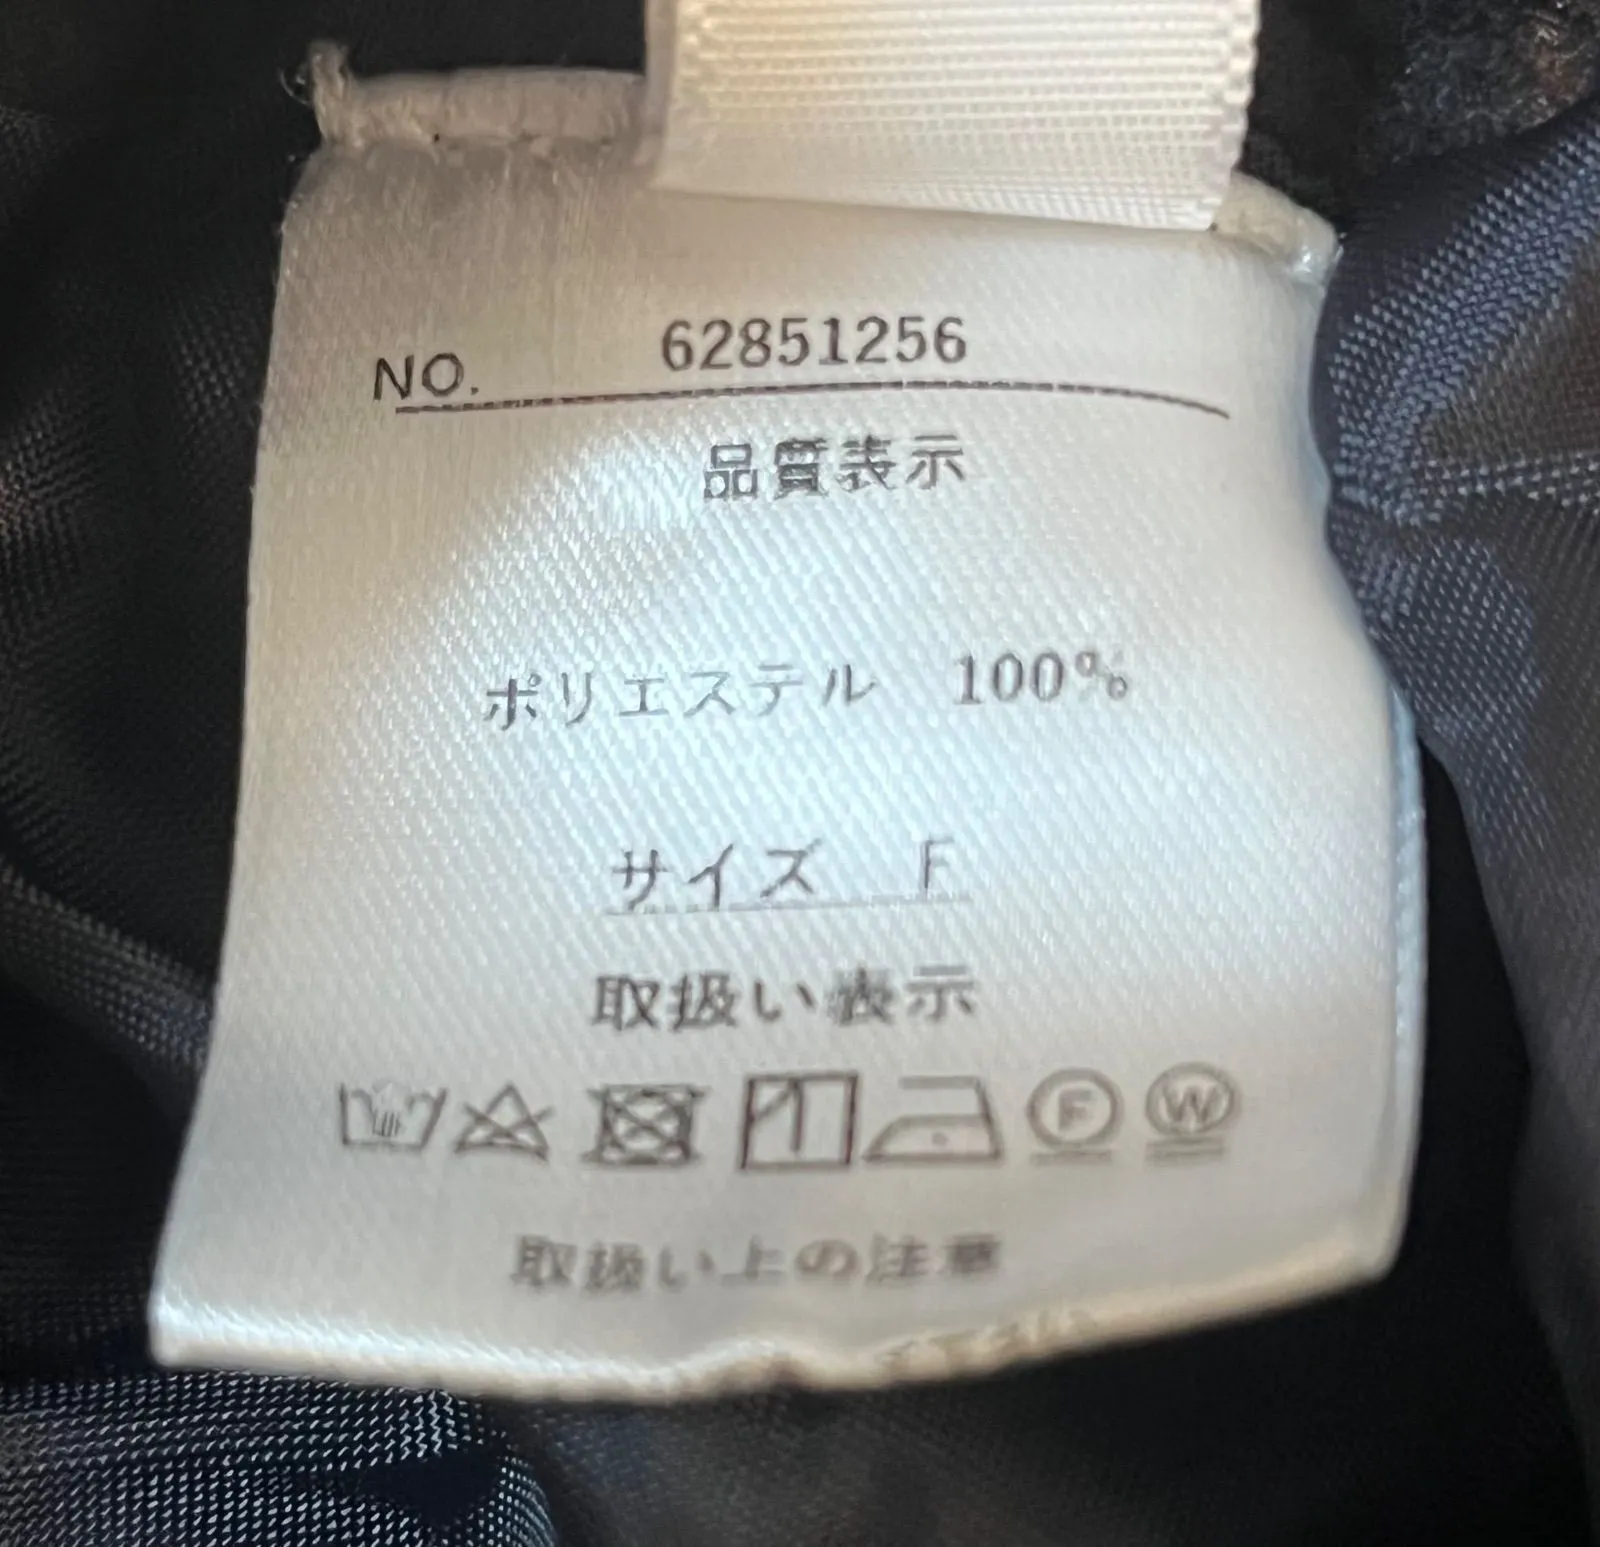 NO. 62851256
品質表示
ポリエステル 100%
サイズ F
取扱い表示
F W
取扱い上の注意